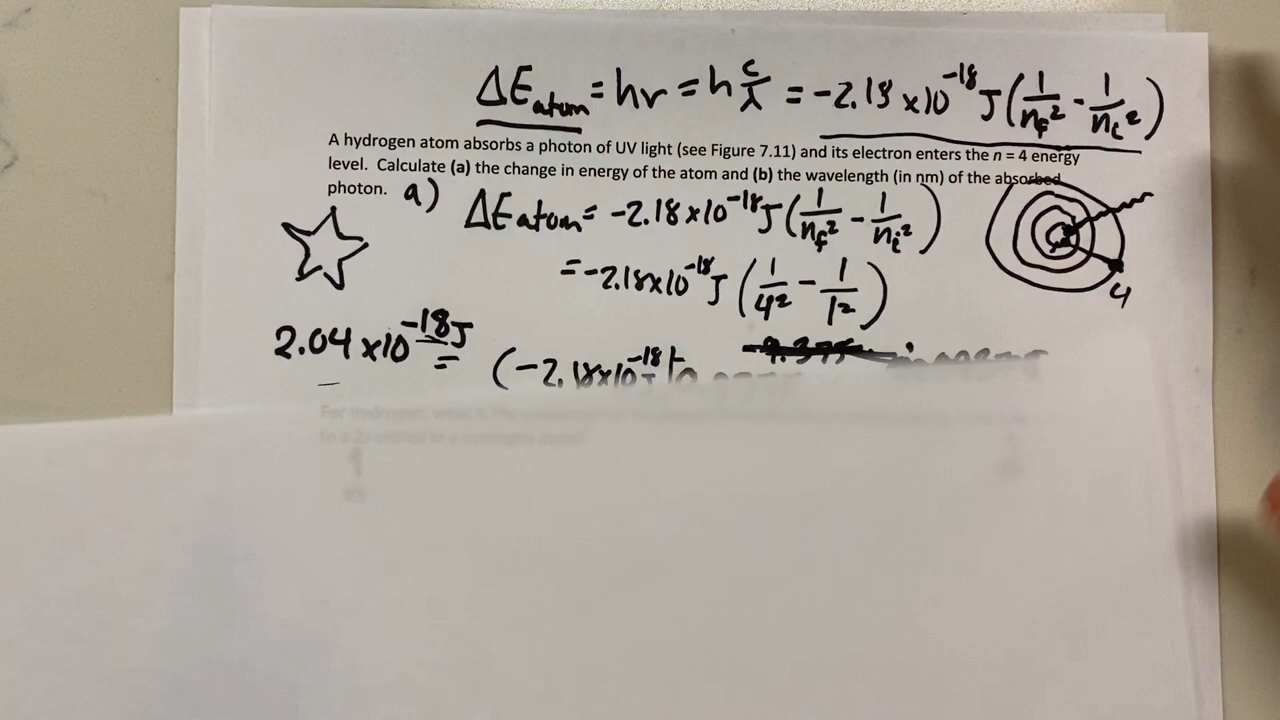 ΔE atom = hν = h c/λ = -2.18 x10^-18 J (1/nf² - 1/ni²)
A hydrogen atom absorbs a photon of UV light (see Figure 7.11) and its electron enters the n = 4 energy
level. Calculate (a) the change in energy of the atom and (b) the wavelength (in nm) of the absorbed
photon. a)
ΔE atom = -2.18 x10^-18 J (1/nf² - 1/ni²)
= -2.18x10^-18 J (1/4² - 1/1²)
4
2.04 x10^-18 J = (-2.18x10^-18